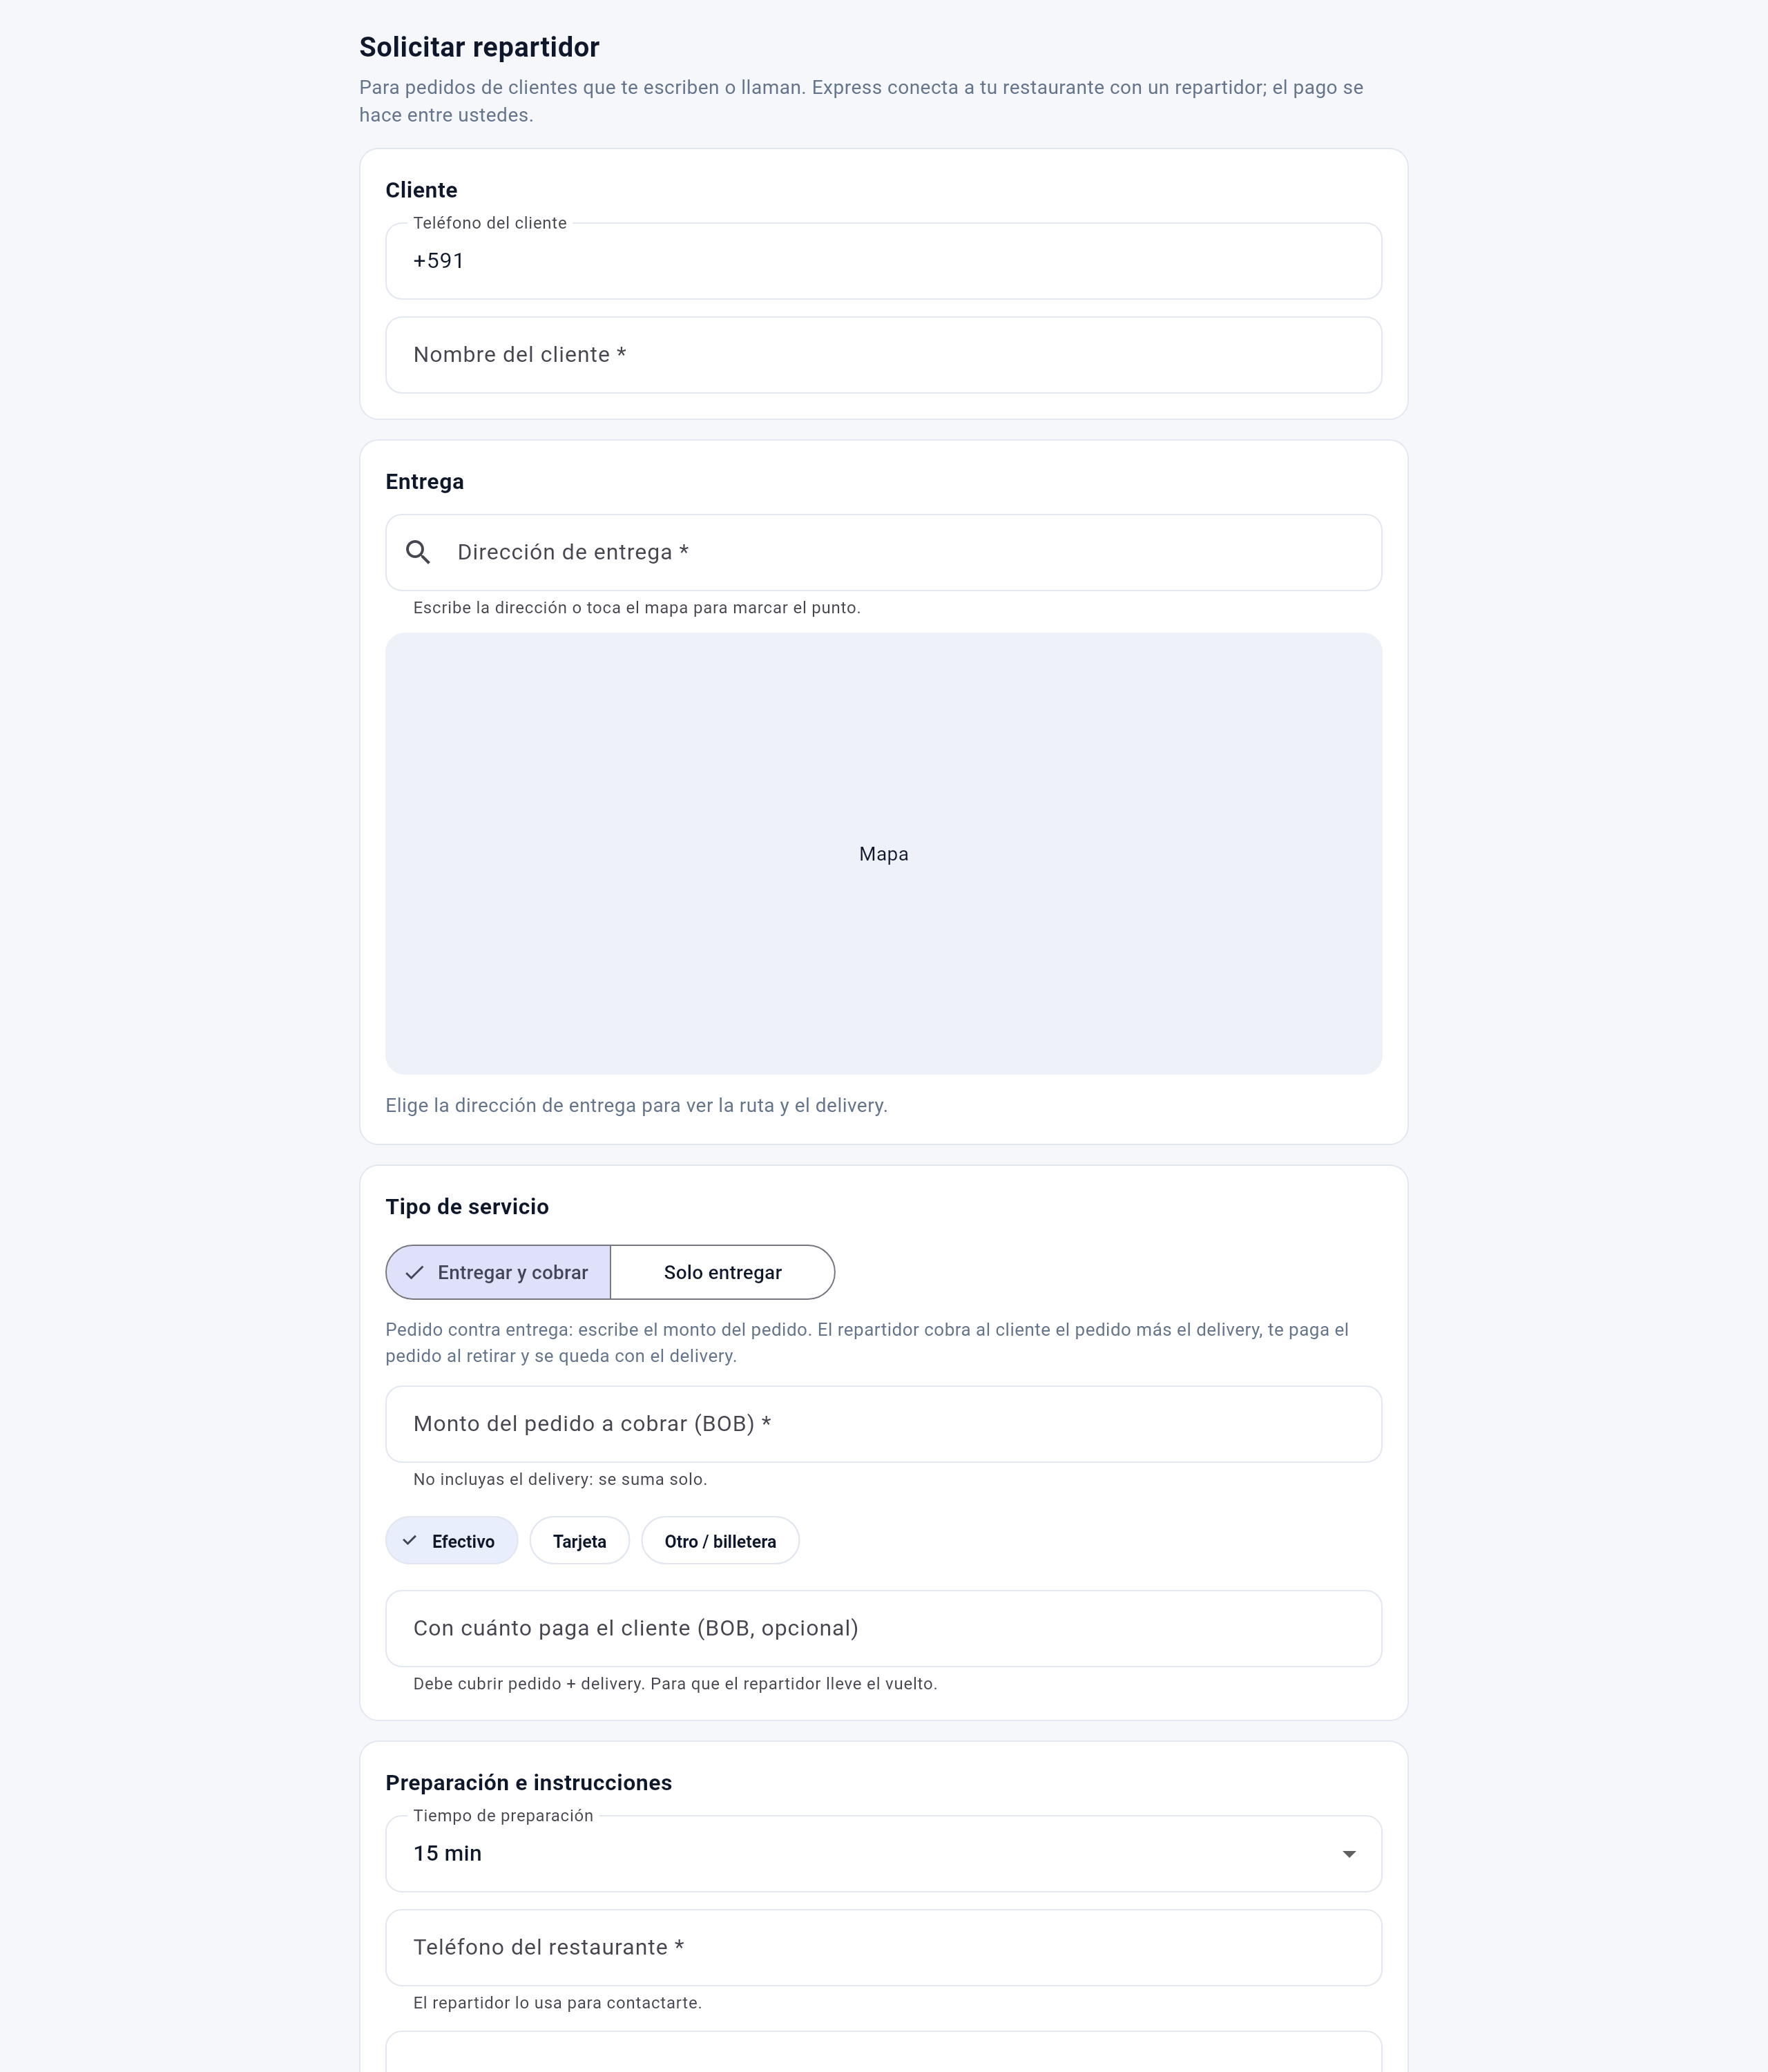 Solicitar repartidor
Para pedidos de clientes que te escriben o llaman. Express conecta a tu restaurante con un repartidor; el pago se
hace entre ustedes.
Cliente
Teléfono del cliente
+591
Nombre del cliente *
Entrega
Dirección de entrega *
Escribe la dirección o toca el mapa para marcar el punto.
Mapa
Elige la dirección de entrega para ver la ruta y el delivery.
Tipo de servicio
Entregar y cobrar
Solo entregar
Pedido contra entrega: escribe el monto del pedido. El repartidor cobra al cliente el pedido más el delivery, te paga el
pedido al retirar y se queda con el delivery.
Monto del pedido a cobrar (BOB) *
No incluyas el delivery: se suma solo.
Efectivo
Tarjeta
Otro / billetera
Con cuánto paga el cliente (BOB, opcional)
Debe cubrir pedido + delivery. Para que el repartidor lleve el vuelto.
Preparación e instrucciones
Tiempo de preparación
15 min
Teléfono del restaurante *
El repartidor lo usa para contactarte.